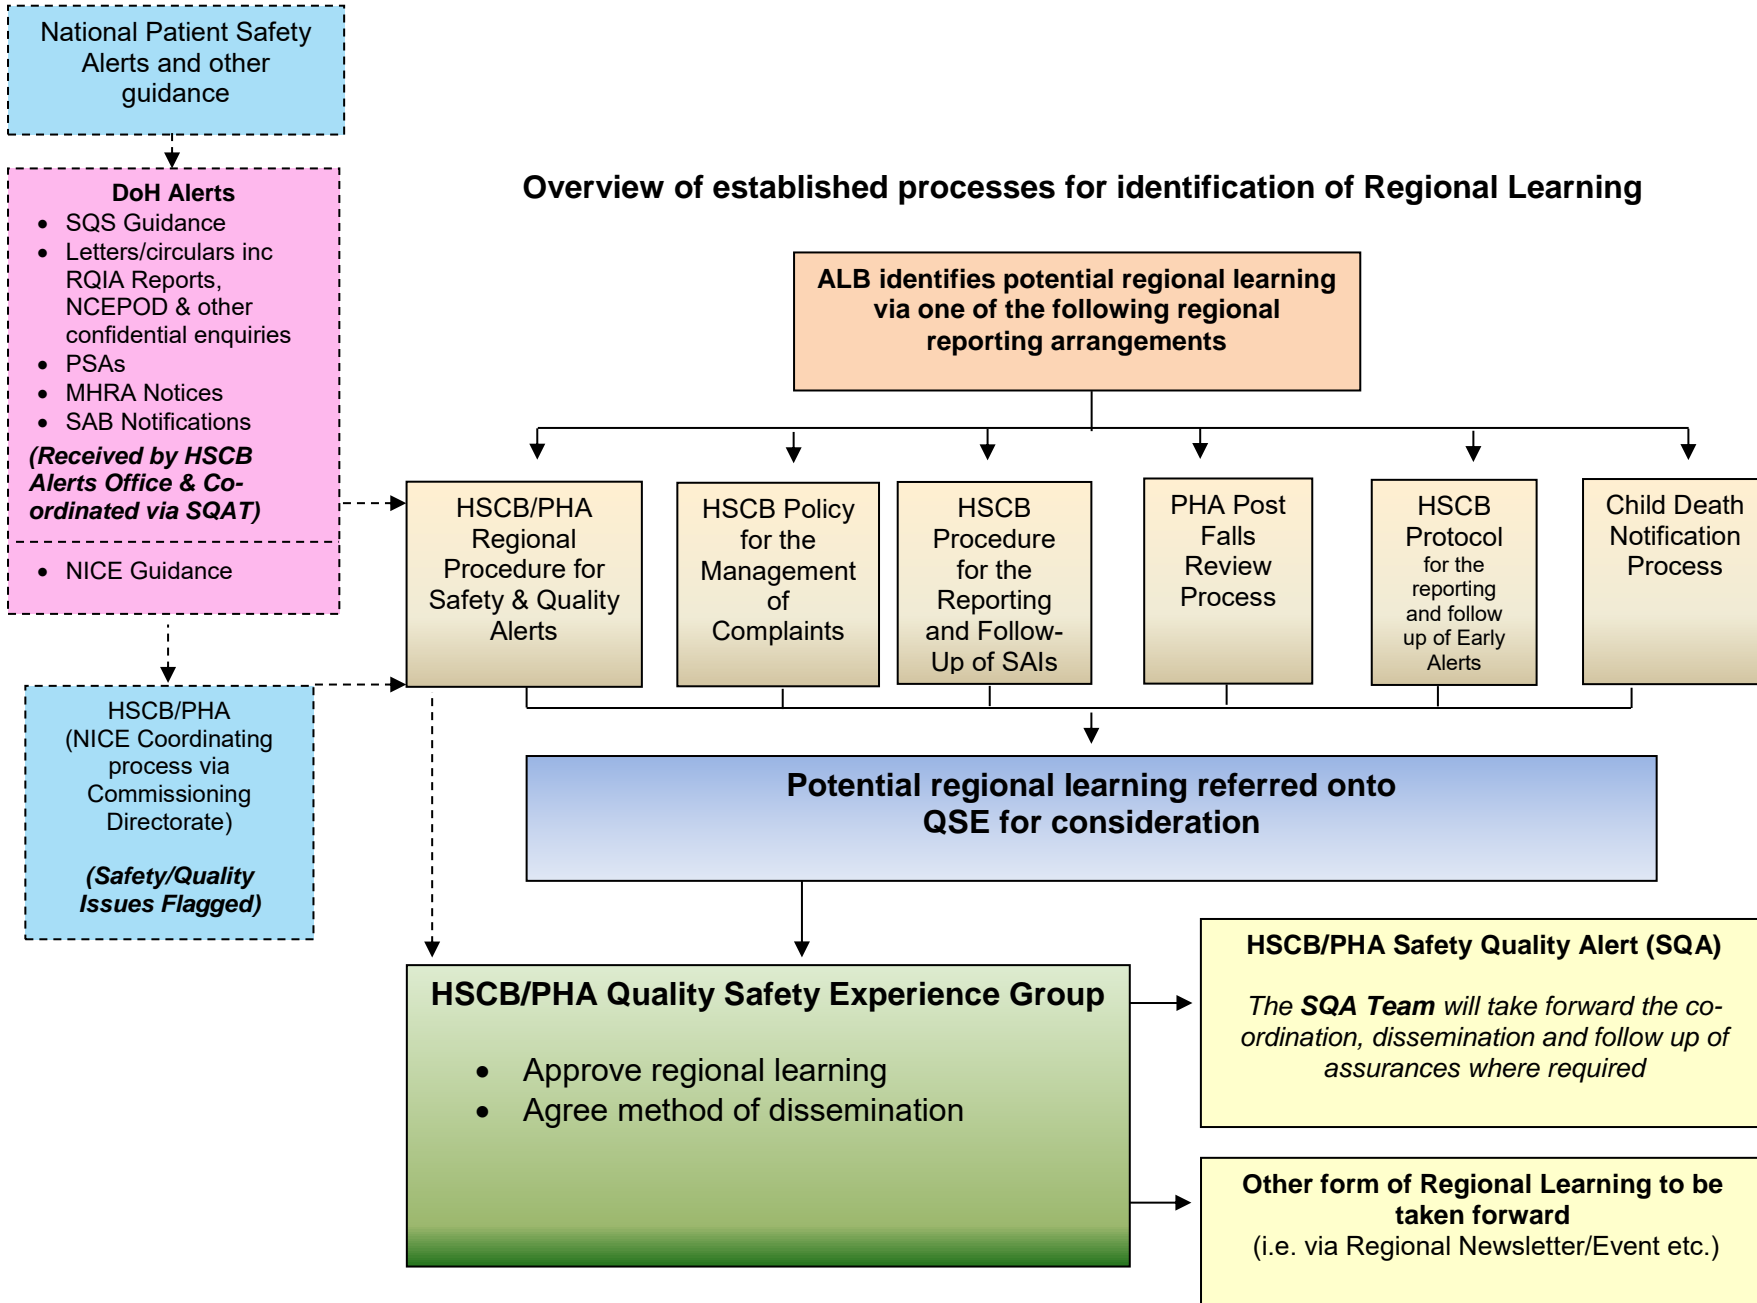 National Patient Safety
Alerts and other
guidance
DoH Alerts
• SQS Guidance
• Letters/circulars inc
RQIA Reports,
NCEPOD & other
confidential enquiries
• PSAs
• MHRA Notices
• SAB Notifications
(Received by HSCB
Alerts Office & Co-
ordinated via SQAT)
• NICE Guidance
HSCB/PHA
(NICE Coordinating
process via
Commissioning
Directorate)
(Safety/Quality
Issues Flagged)
Overview of established processes for identification of Regional Learning
ALB identifies potential regional learning
via one of the following regional
reporting arrangements
HSCB/PHA
Regional
Procedure for
Safety & Quality
Alerts
HSCB Policy
for the
Management
of
Complaints
HSCB
Procedure
for the
Reporting
and Follow-
Up of SAIs
PHA Post
Falls
Review
Process
HSCB
Protocol
for the
reporting
and follow
up of Early
Alerts
Child Death
Notification
Process
Potential regional learning referred onto
QSE for consideration
HSCB/PHA Quality Safety Experience Group
• Approve regional learning
• Agree method of dissemination
HSCB/PHA Safety Quality Alert (SQA)
The SQA Team will take forward the co-
ordination, dissemination and follow up of
assurances where required
Other form of Regional Learning to be
taken forward
(i.e. via Regional Newsletter/Event etc.)